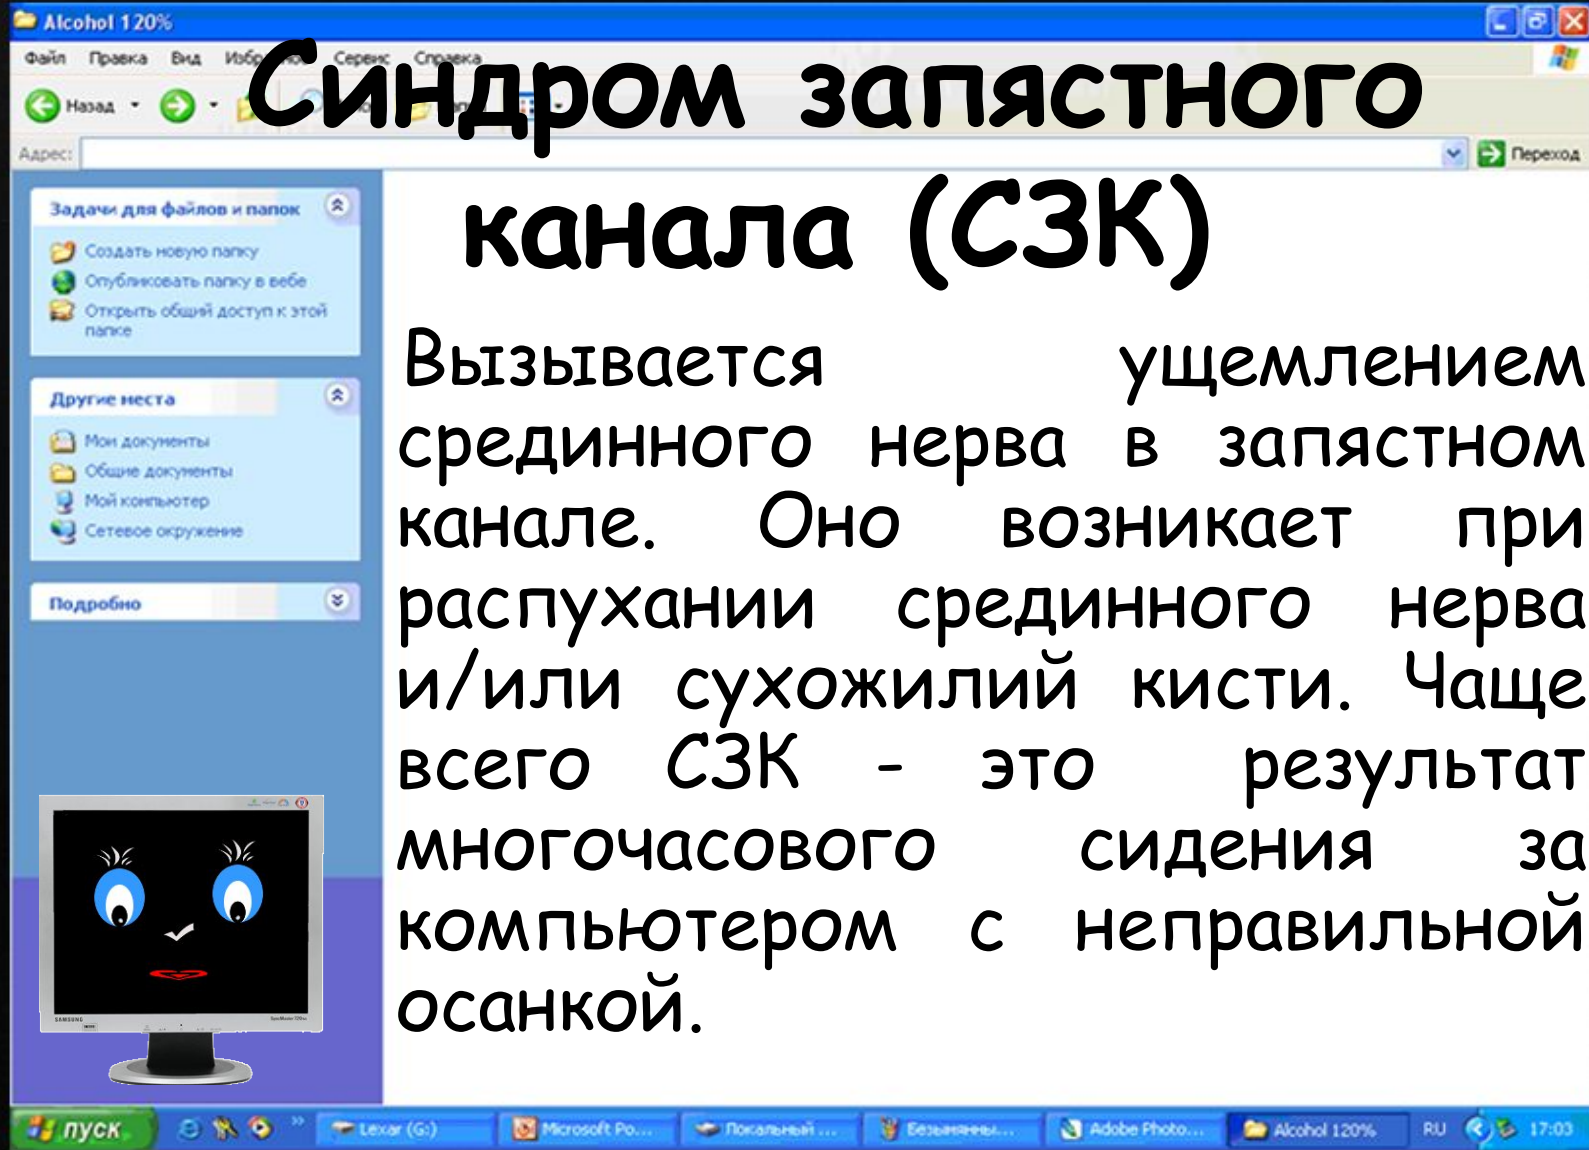 Alcohol 120%
Файл Правка Вид Сервис Справка
Синдром запястного
Назад
Адрес:
Переход
канала (СЗК)
Задачи для файлов и папок
Создать новую папку
Опубликовать папку в вебе
Открыть общий доступ к этой
папке
Другие места
Мои документы
Общие документы
Мой компьютер
Сетевое окружение
Подробно
Вызывается ущемлением
срединного нерва в запястном
канале. Оно возникает при
распухании срединного нерва
и/или сухожилий кисти. Чаще
всего СЗК - это результат
многочасового сидения за
компьютером с неправильной
осанкой.
SAMSUNG
пуск
Lexar (G:)
Microsoft Po...
Локальный ...
Безымянны...
Adobe Photo...
Alcohol 120%
RU
17:03